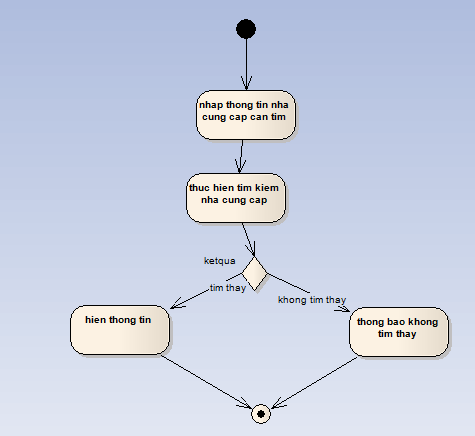 nhap thong tin nha
cung cap can tim
thuc hien tim kiem
nha cung cap
ketqua
tim thay
khong tim thay
hien thong tin
thong bao khong
tim thay